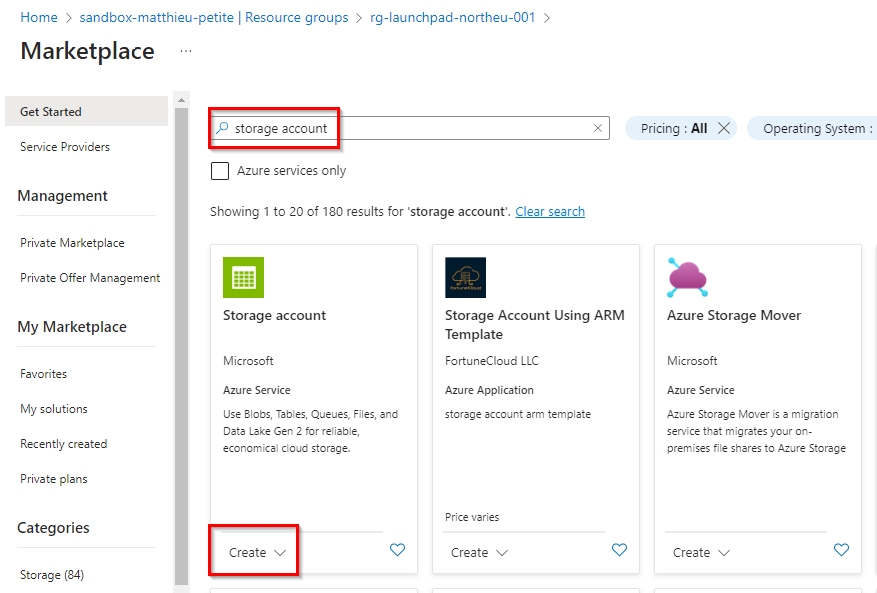 Home > sandbox-matthieu-petite | Resource groups > rg-launchpad-northeu-001 >
Marketplace ...
Get Started
Service Providers
Management
Private Marketplace
Private Offer Management
My Marketplace
Favorites
My solutions
Recently created
Private plans
Categories
Storage (84)
storage account
Pricing : All
Operating System :
Azure services only
Showing 1 to 20 of 180 results for 'storage account'. Clear search
Storage account
Microsoft
Azure Service
Use Blobs, Tables, Queues, Files, and
Data Lake Gen 2 for reliable,
economical cloud storage.
Create
FortuneCloud
Storage Account Using ARM
Template
FortuneCloud LLC
Azure Application
storage account arm template
Price varies
Create
Azure Storage Mover
Microsoft
Azure Service
Azure Storage Mover is a migration
service that migrates your on-
premises file shares to Azure Storage
Create